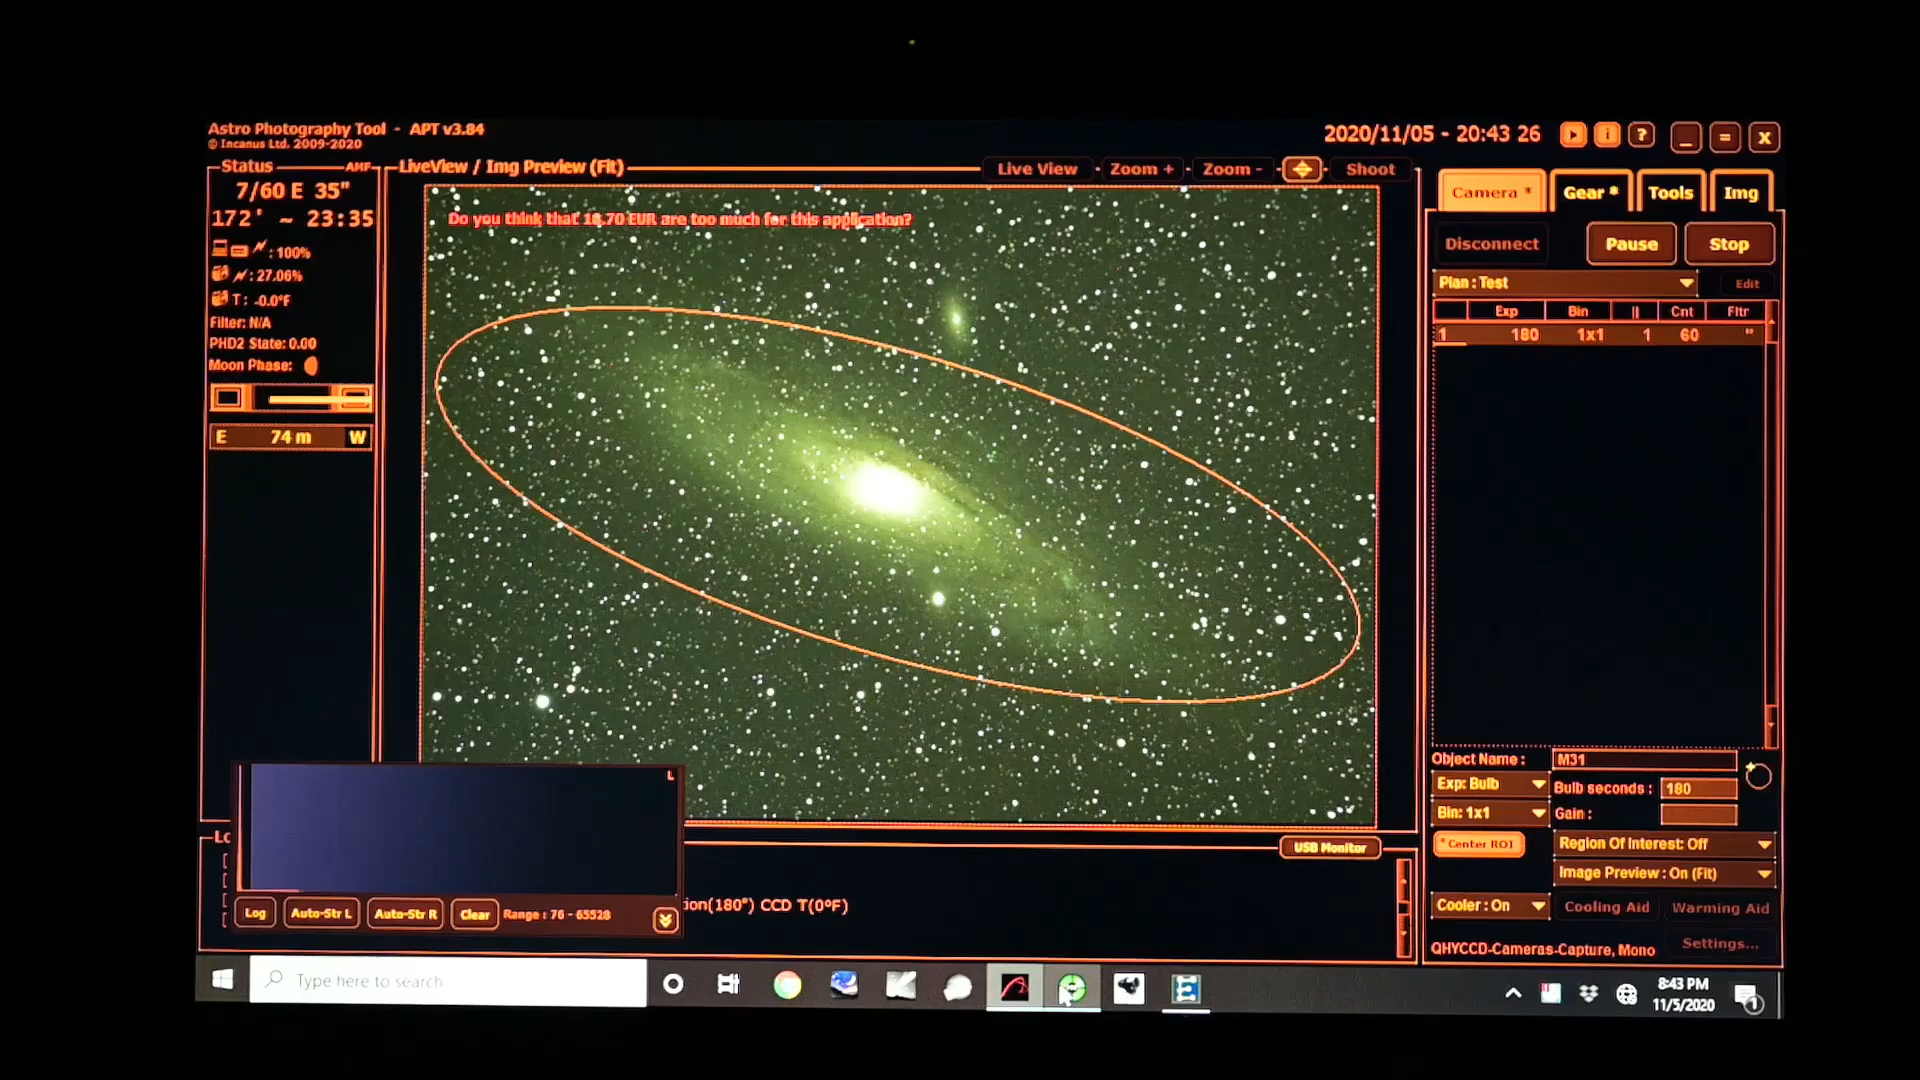 Astro Photography Tool - APT v3.84
© Incanus Ltd. 2009-2020
2020/11/05 - 20:43 26
Status
7/60 E 35"
172' ~ 23:35
: 100%
: 27.06%
T: -0.0°F
Filter: N/A
PHD2 State: 0.00
Moon Phase:
E 74 m W
LiveView / Img Preview (Fit)
Live View
Zoom +
Zoom -
Shoot
Do you think that 18.70 EUR are too much for this application?
Camera *
Gear *
Tools
Img
Disconnect
Pause
Stop
Plan : Test
Edit
Exp Bin || Cnt Fltr
1 180 1x1 1 60 "
Object Name : M31
Exp: Bulb
Bulb seconds : 180
Bin: 1x1
Gain :
*Center ROI
Region Of Interest: Off
Image Preview : On (Fit)
Cooler : On
Cooling Aid
Warming Aid
QHYCCD-Cameras-Capture, Mono
Settings...
USB Monitor
L
Lo
ion(180°) CCD T(0°F)
Log
Auto-Str L
Auto-Str R
Clear
Range : 76 - 65528
Type here to search
8:43 PM
11/5/2020
1